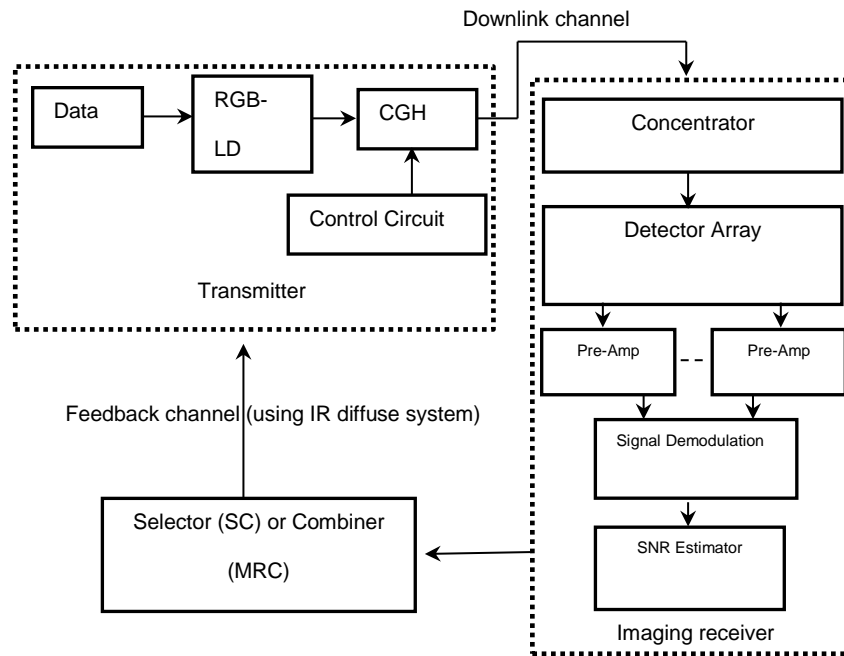 Downlink channel
Data
RGB-
LD
CGH
Control Circuit
Transmitter
Concentrator
Detector Array
Pre-Amp
Pre-Amp
Signal Demodulation
SNR Estimator
Imaging receiver
Feedback channel (using IR diffuse system)
Selector (SC) or Combiner
(MRC)